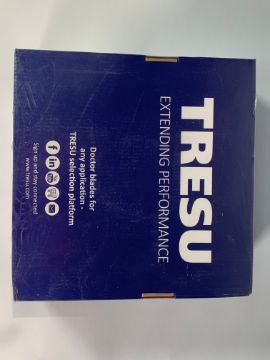 TRESU
EXTENDING PERFORMANCE
Doctor blades for
any application -
TRESU selection platform
Sign up and stay connected
www.tresu.com